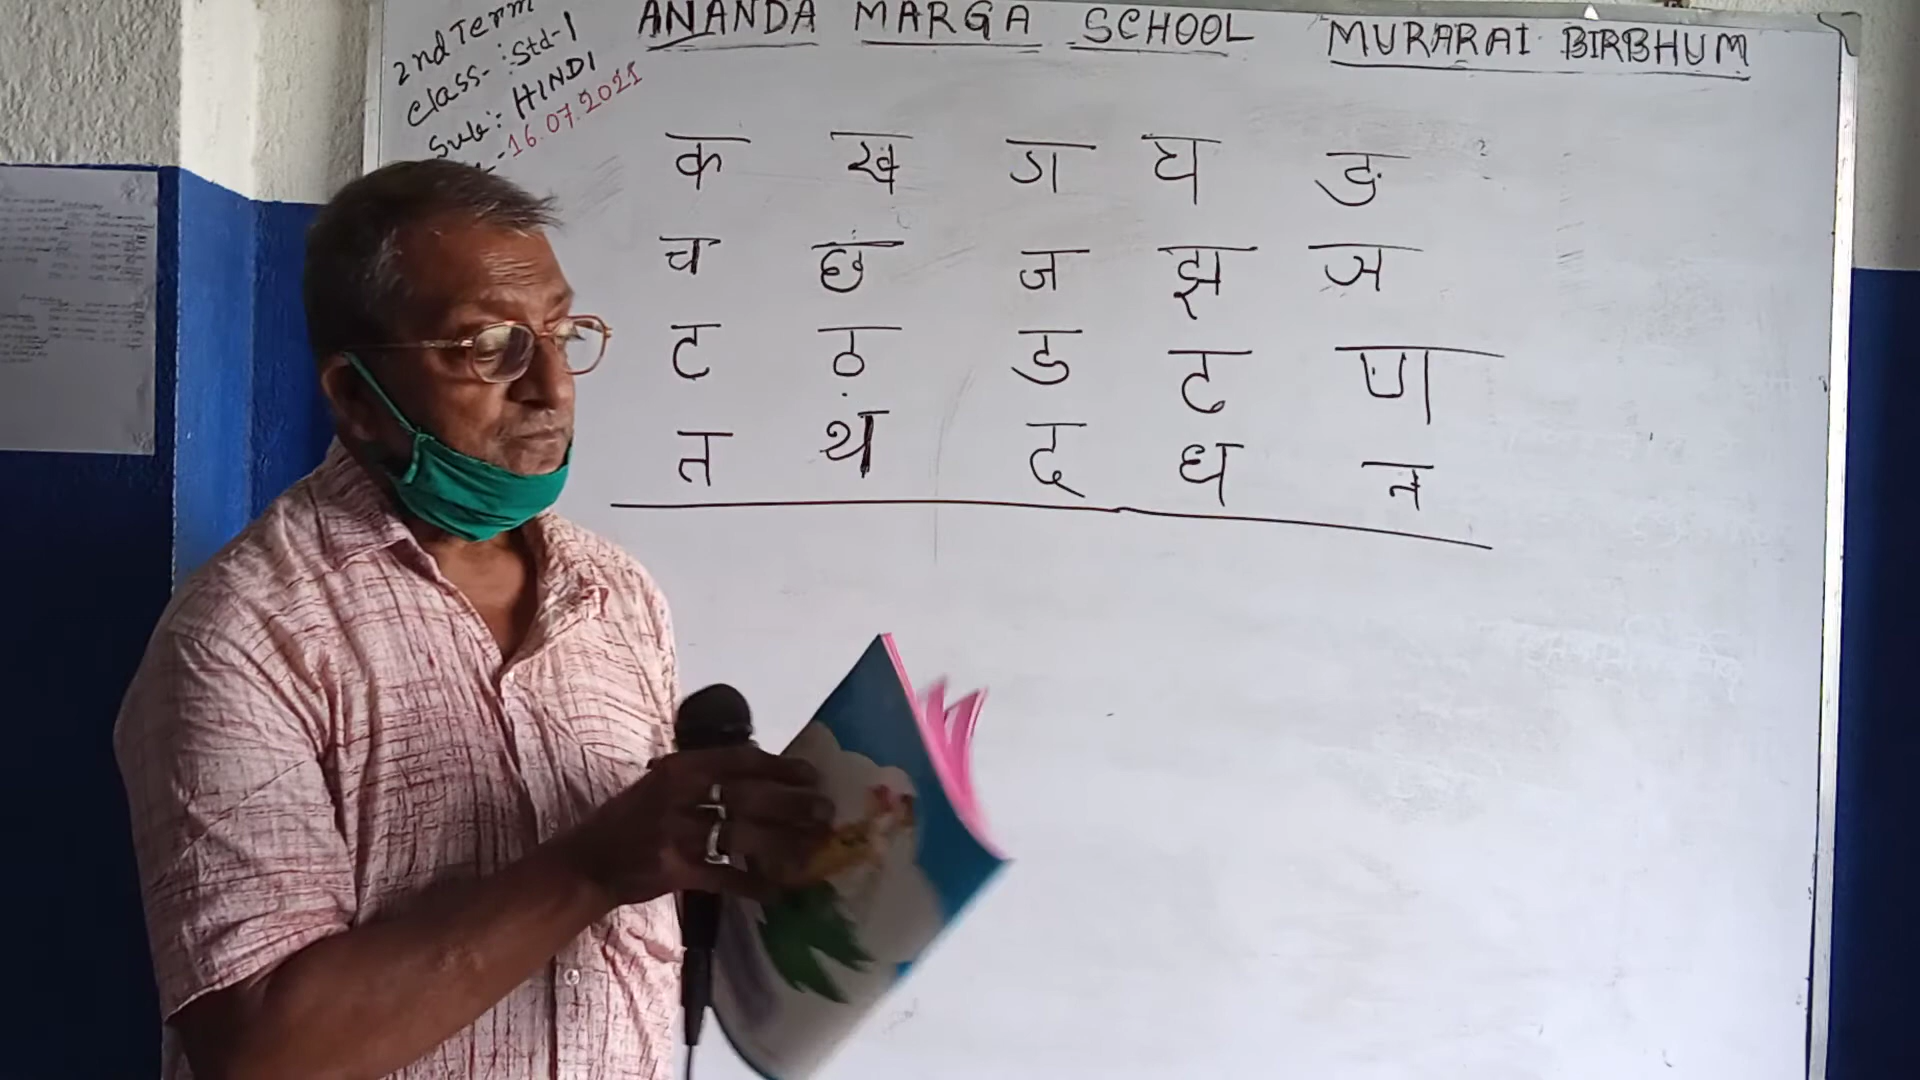 ANANDA MARGA SCHOOL MURARAI BIRBHUM
2nd Term
Class-: Std-1
Sub: HINDI
16.07.2021
क ख ग घ ङ
च छ ज झ ञ
ट ठ ड ढ ण
त थ द ध न